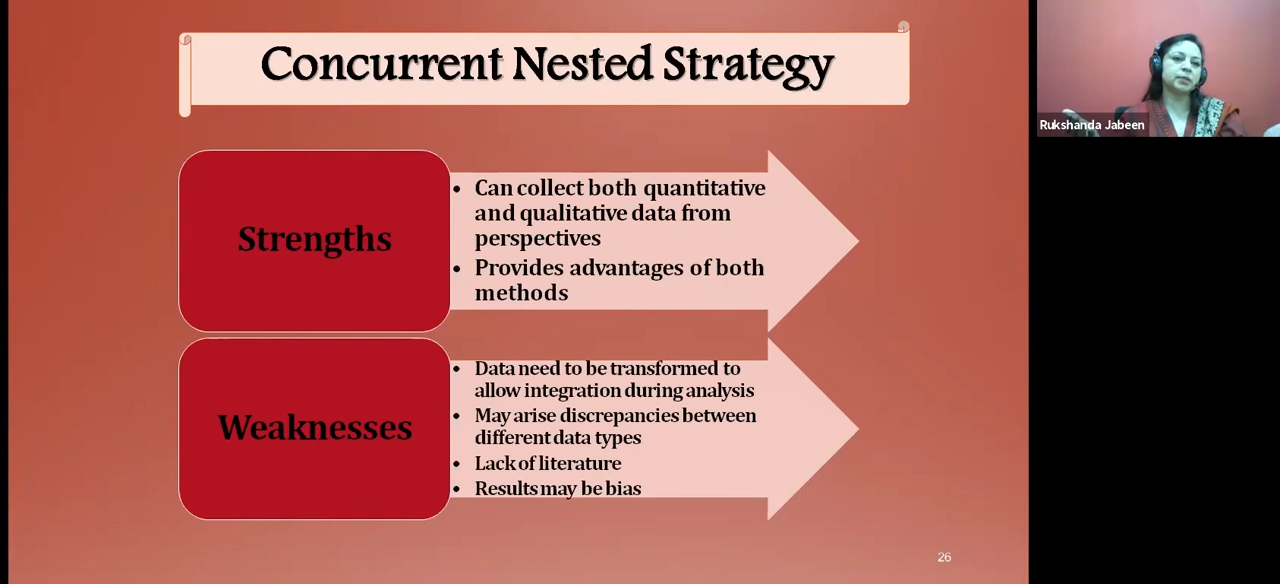 Concurrent Nested Strategy
Strengths
• Can collect both quantitative
and qualitative data from
perspectives
• Provides advantages of both
methods
Weaknesses
• Data need to be transformed to
allow integration during analysis
• May arise discrepancies between
different data types
• Lack of literature
• Results may be bias
26
Rukshanda Jabeen